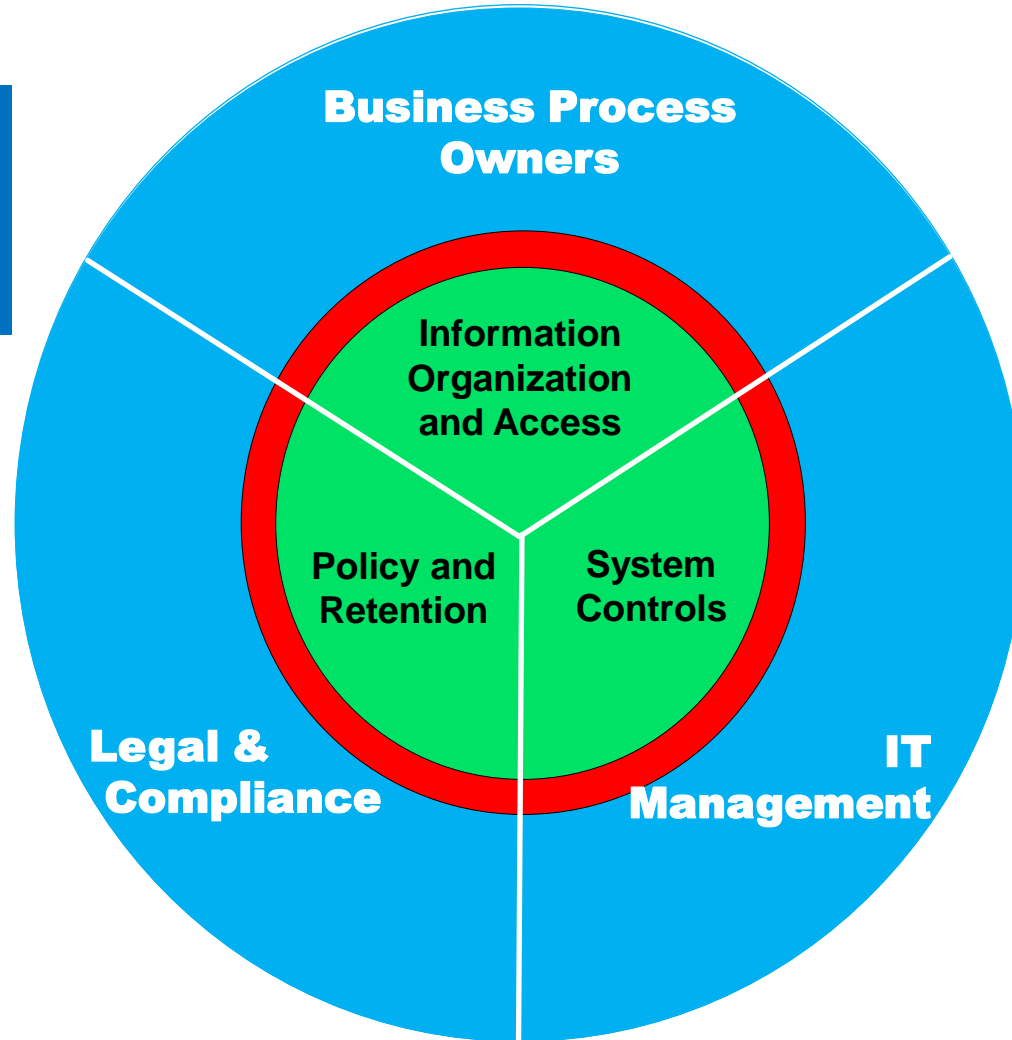 Business Process
Owners
Information
Organization
and Access
Policy and
Retention
System
Controls
Legal &
Compliance
IT
Management